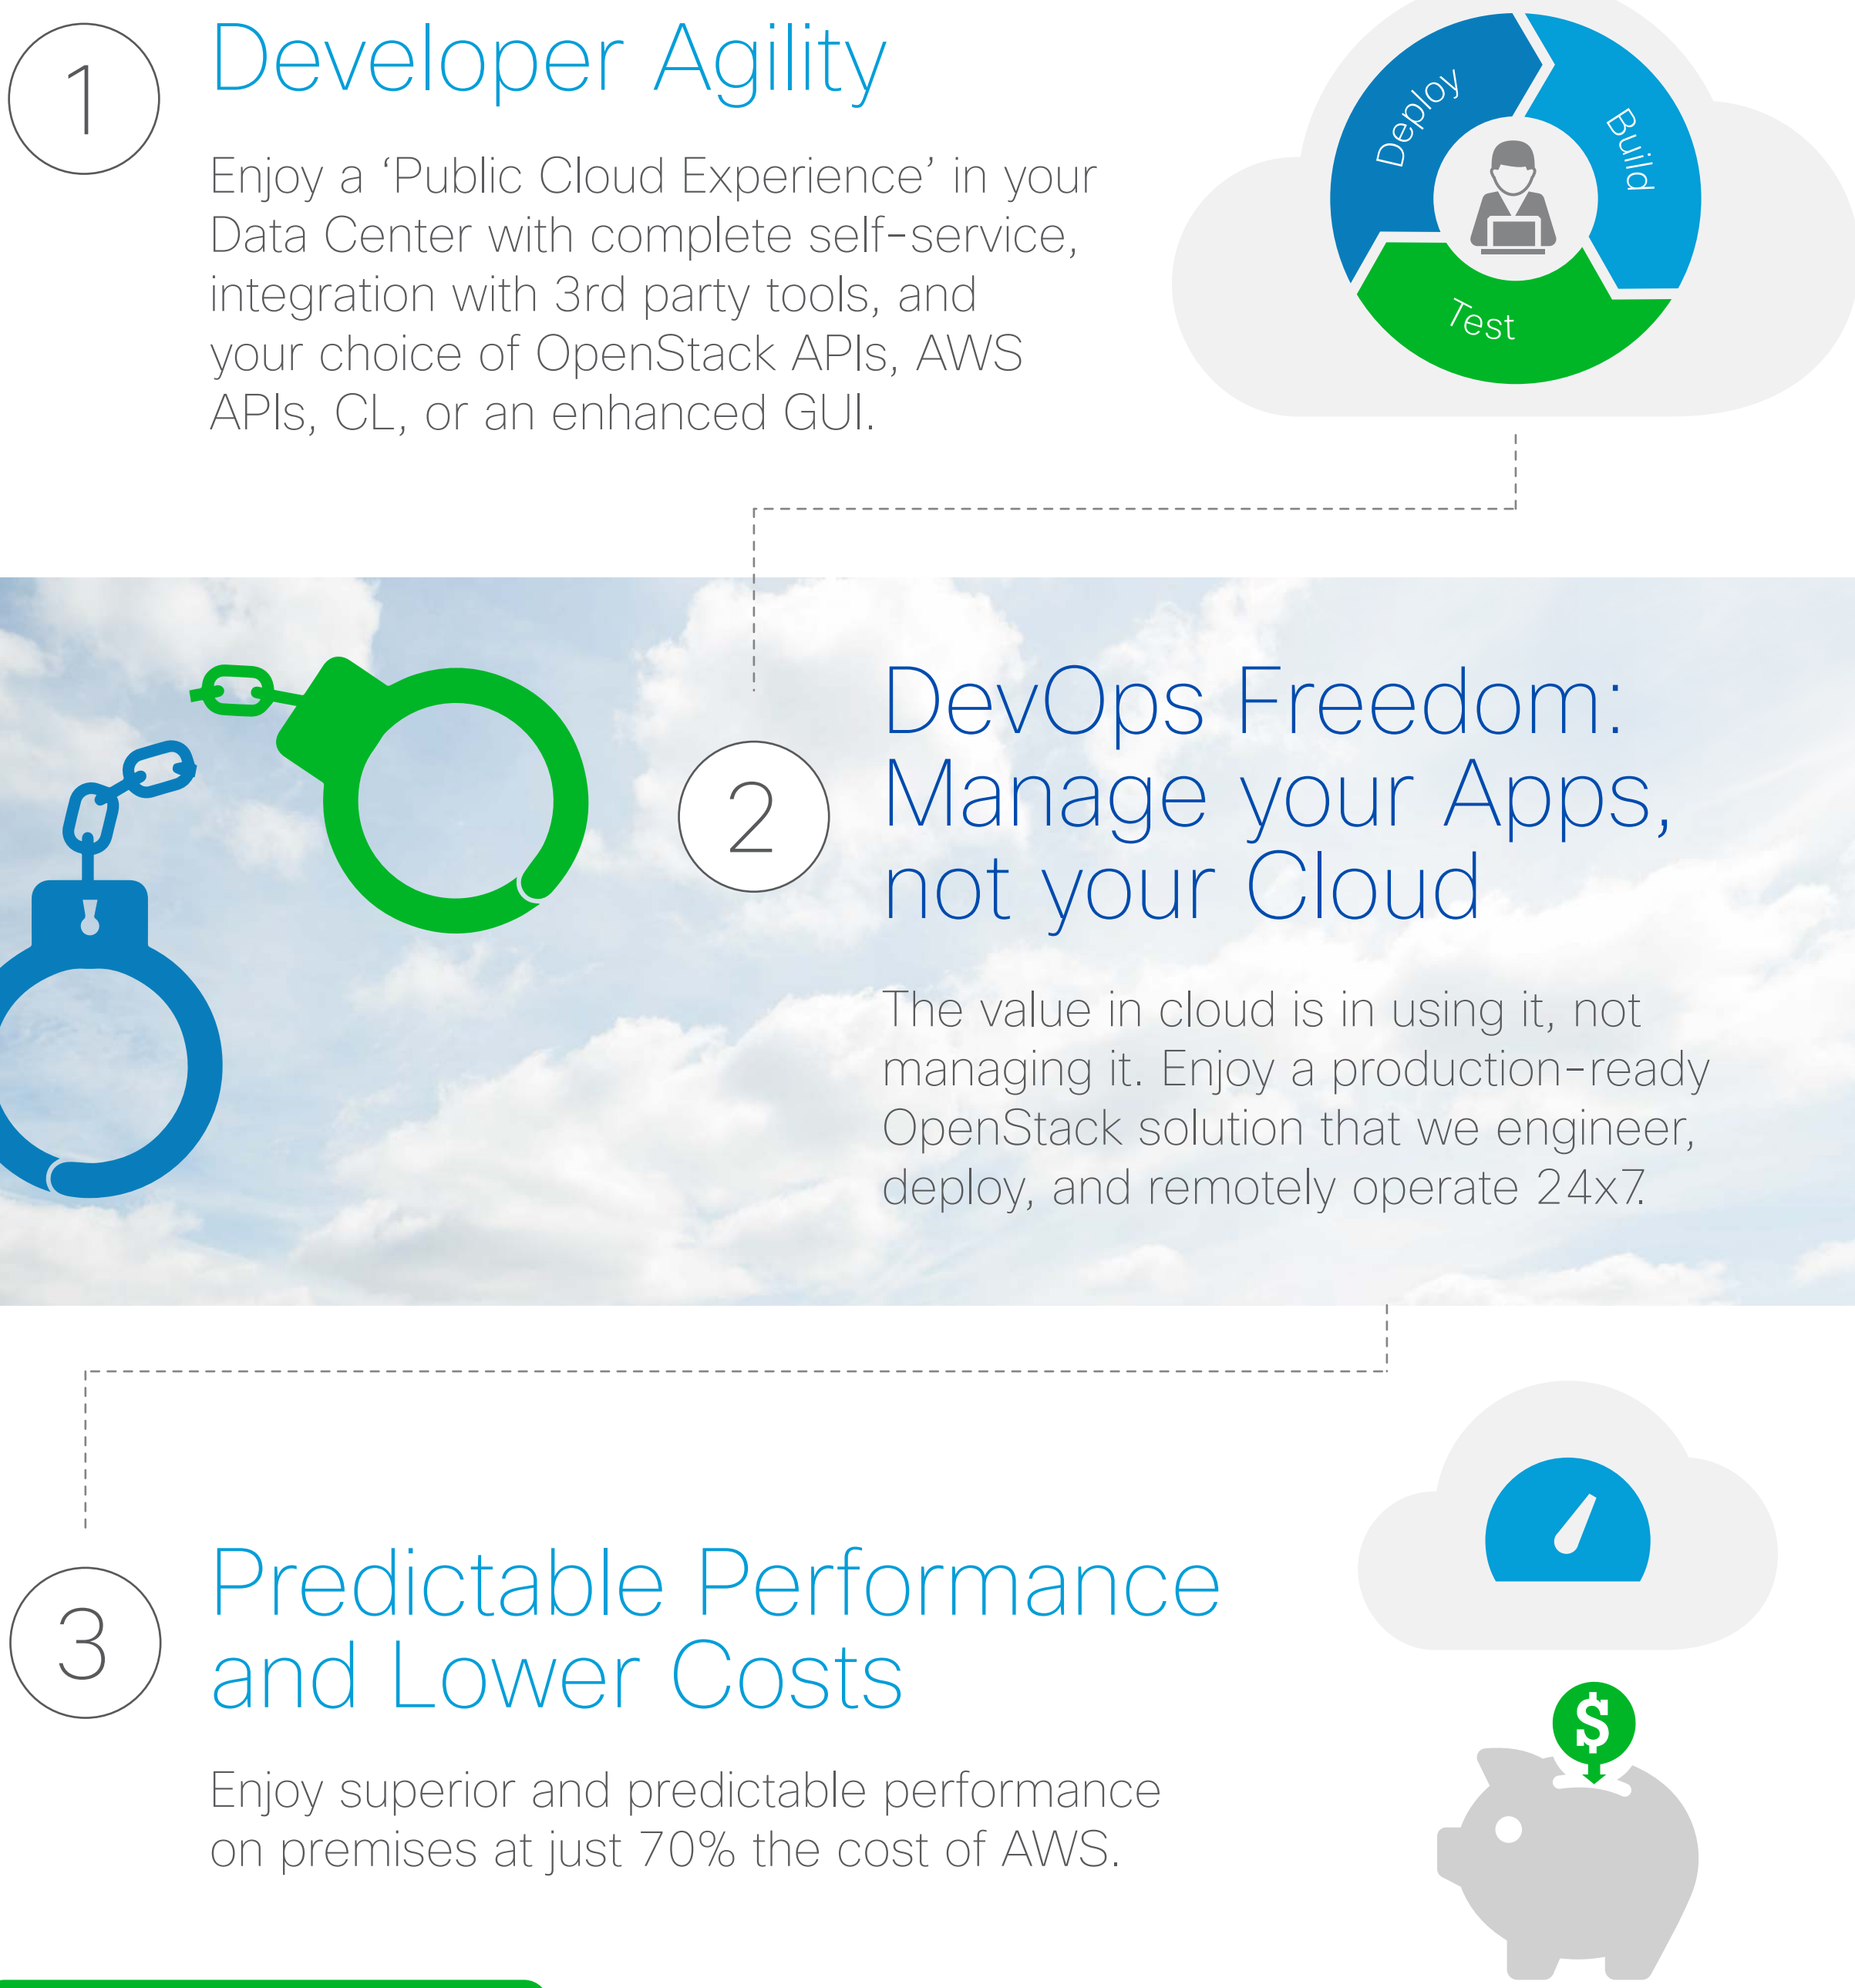 1
Developer Agility
Enjoy a ‘Public Cloud Experience’ in your
Data Center with complete self-service,
integration with 3rd party tools, and
your choice of OpenStack APIs, AWS
APIs, CL, or an enhanced GUI.
Deploy
Build
Test
2
DevOps Freedom:
Manage your Apps,
not your Cloud
The value in cloud is in using it, not
managing it. Enjoy a production-ready
OpenStack solution that we engineer,
deploy, and remotely operate 24x7.
3
Predictable Performance
and Lower Costs
Enjoy superior and predictable performance
on premises at just 70% the cost of AWS.
$